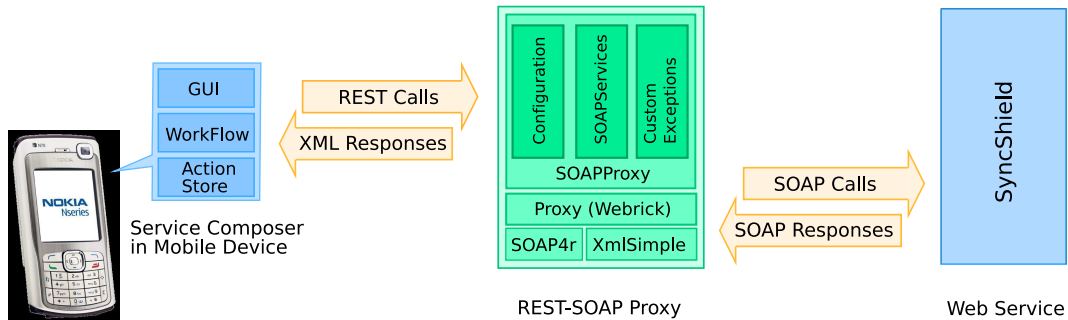 GUI
WorkFlow
Action
Store
NOKIA
Nseries
Service Composer
in Mobile Device
REST Calls
XML Responses
Configuration
SOAPServices
Custom
Exceptions
SOAPProxy
Proxy (Webrick)
SOAP4r
XmlSimple
REST-SOAP Proxy
SOAP Calls
SOAP Responses
SyncShield
Web Service